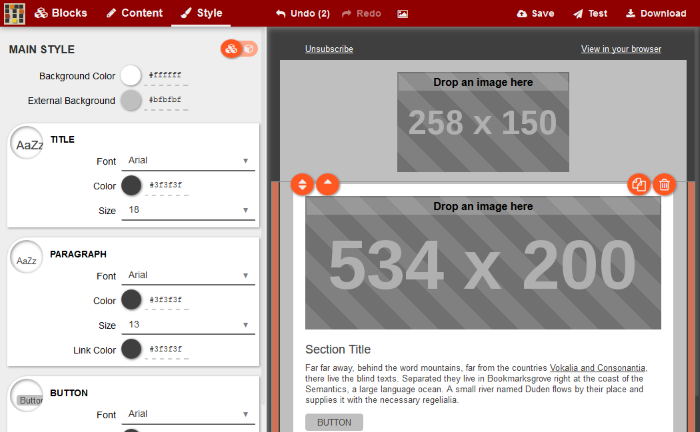 Blocks Content Style Undo (2) Redo Save Test Download
MAIN STYLE
Background Color #ffffff
External Background #bfbfbf
AaZz TITLE
Font Arial
Color #3f3f3f
Size 18
AaZz PARAGRAPH
Font Arial
Color #3f3f3f
Size 13
Link Color #3f3f3f
Button BUTTON
Font Arial
Unsubscribe View in your browser
Drop an image here
258 x 150
Drop an image here
534 x 200
Section Title
Far far away, behind the word mountains, far from the countries Vokalia and Consonantia,
there live the blind texts. Separated they live in Bookmarksgrove right at the coast of the
Semantics, a large language ocean. A small river named Duden flows by their place and
supplies it with the necessary regelialia.
BUTTON